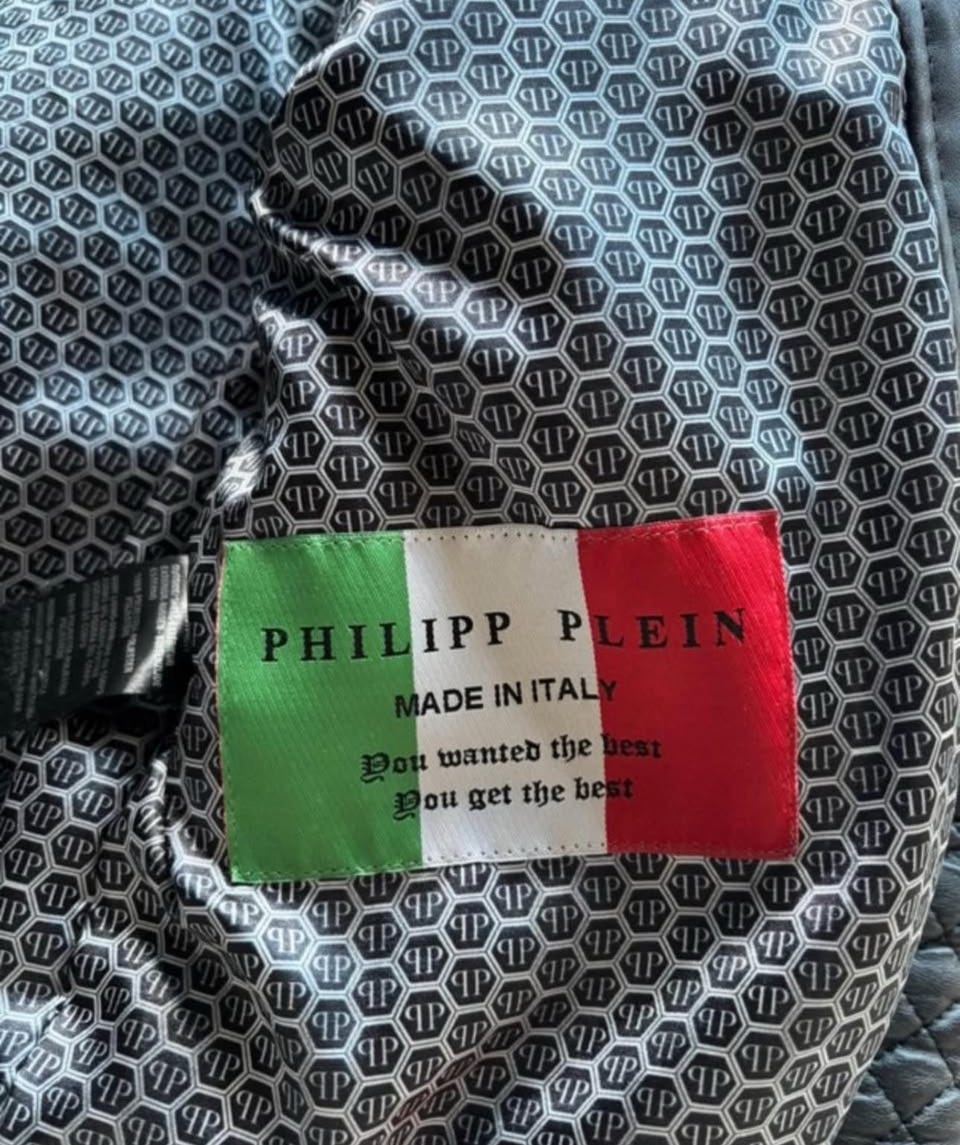 PHILIPP PLEIN
MADE IN ITALY
You wanted the best
You get the best